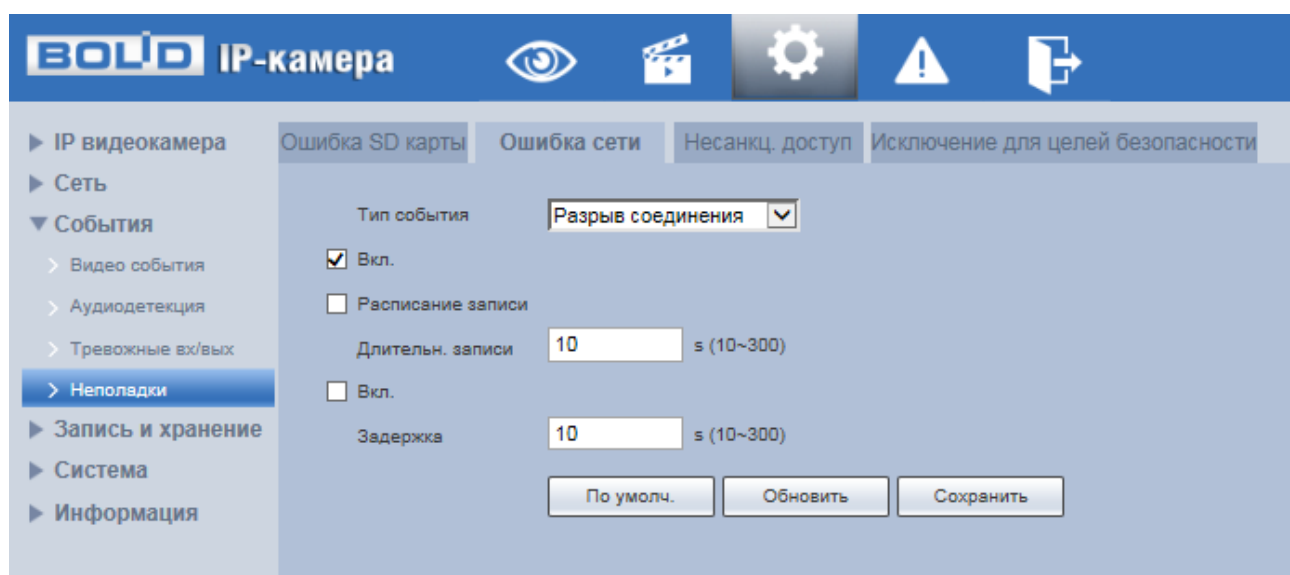 BOLID IP-камера
IP видеокамера
Сеть
События
Видео события
Аудиодетекция
Тревожные вх/вых
Неполадки
Запись и хранение
Система
Информация
Ошибка SD карты Ошибка сети Несанкц. доступ Исключение для целей безопасности
Тип события Разрыв соединения
Вкл.
Расписание записи
Длительн. записи 10 s (10~300)
Вкл.
Задержка 10 s (10~300)
По умолч. Обновить Сохранить